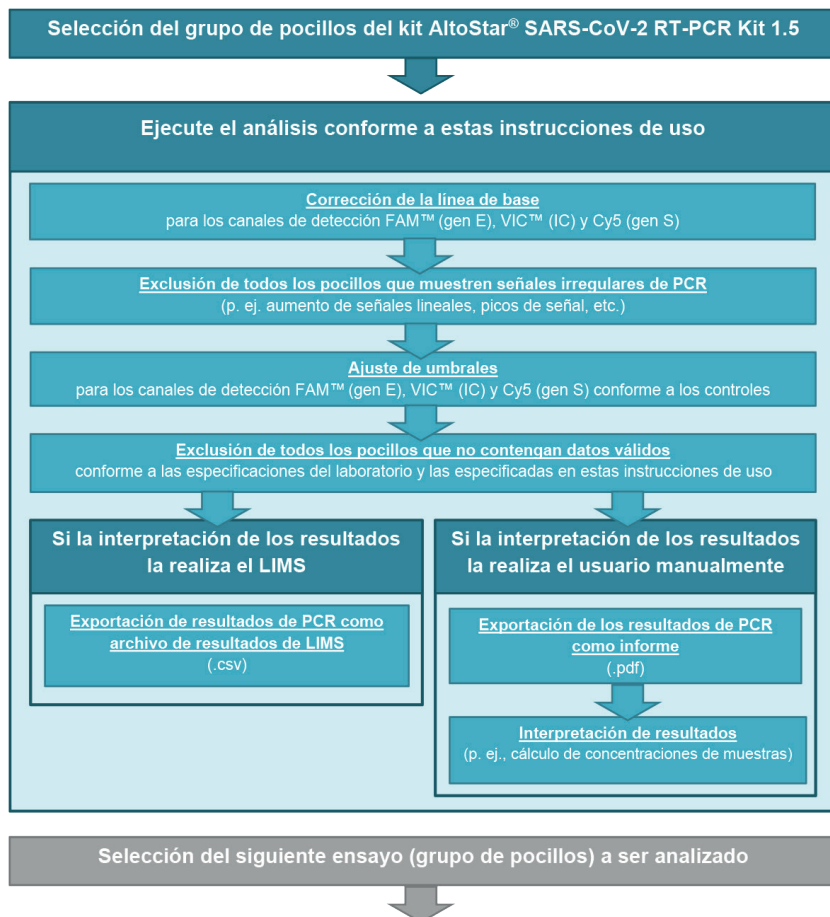 Selección del grupo de pocillos del kit AltoStar® SARS-CoV-2 RT-PCR Kit 1.5
Ejecute el análisis conforme a estas instrucciones de uso
Corrección de la línea de base
para los canales de detección FAM™ (gen E), VIC™ (IC) y Cy5 (gen S)
Exclusión de todos los pocillos que muestren señales irregulares de PCR
(p. ej. aumento de señales lineales, picos de señal, etc.)
Ajuste de umbrales
para los canales de detección FAM™ (gen E), VIC™ (IC) y Cy5 (gen S) conforme a los controles
Exclusión de todos los pocillos que no contengan datos válidos
conforme a las especificaciones del laboratorio y las especificadas en estas instrucciones de uso
Si la interpretación de los resultados
la realiza el LIMS
Exportación de resultados de PCR como
archivo de resultados de LIMS
(.csv)
Si la interpretación de los resultados
la realiza el usuario manualmente
Exportación de los resultados de PCR
como informe
(.pdf)
Interpretación de resultados
(p. ej., cálculo de concentraciones de muestras)
Selección del siguiente ensayo (grupo de pocillos) a ser analizado